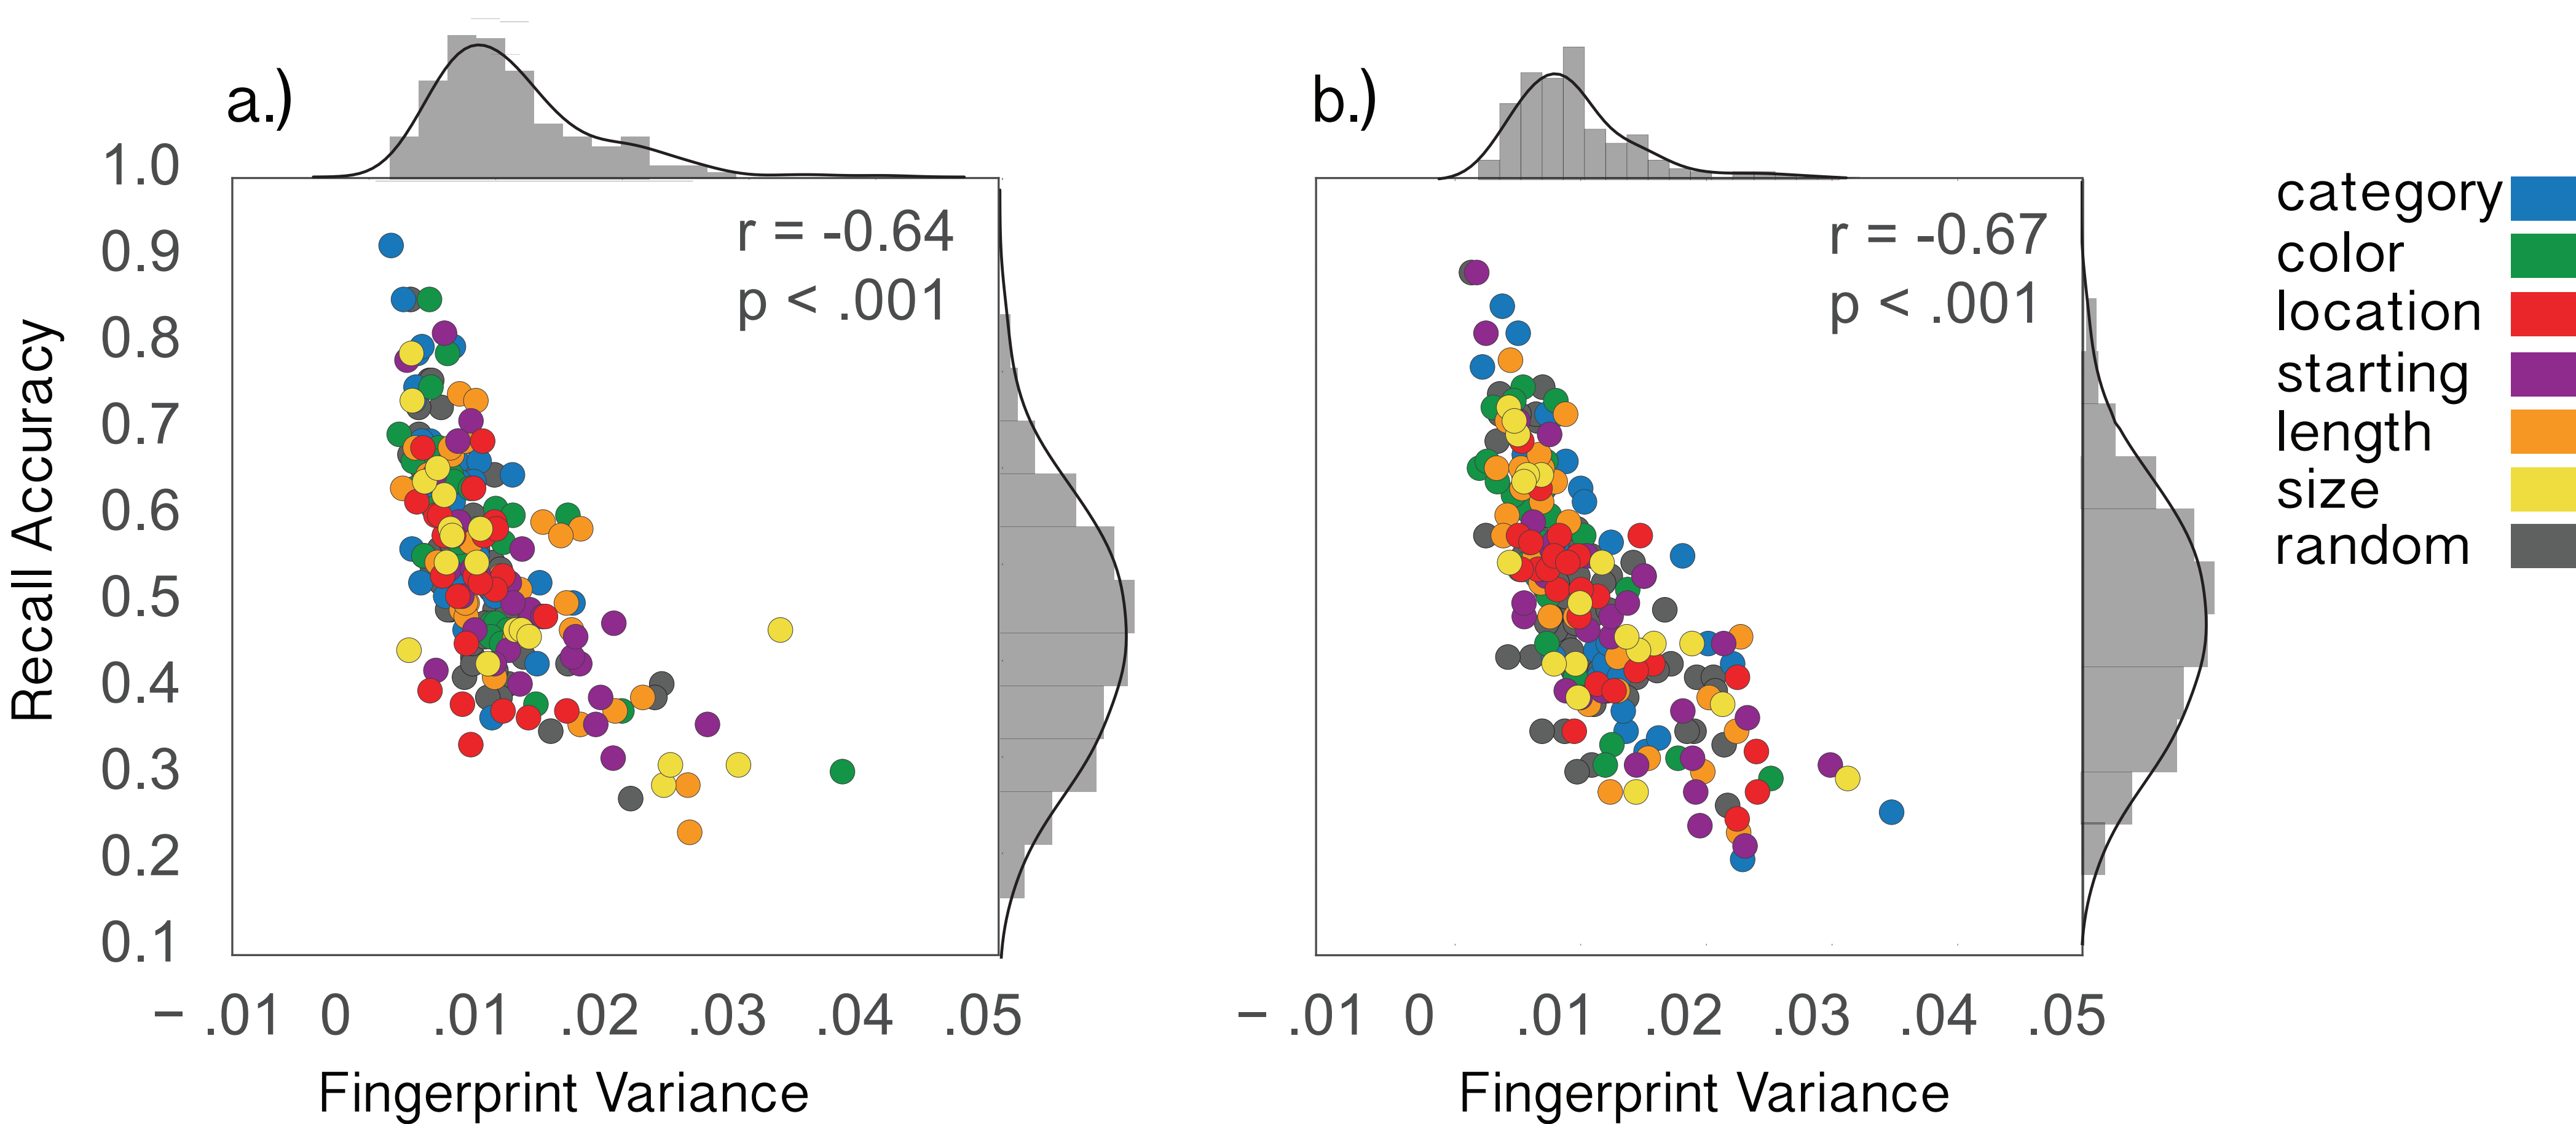 a.)
1.0
0.9
0.8
0.7
0.6
0.5
0.4
0.3
0.2
0.1
Recall Accuracy
r = -0.64
p < .001
− .01 0 .01 .02 .03 .04 .05
Fingerprint Variance
b.)
r = -0.67
p < .001
− .01 0 .01 .02 .03 .04 .05
Fingerprint Variance
category
color
location
starting
length
size
random